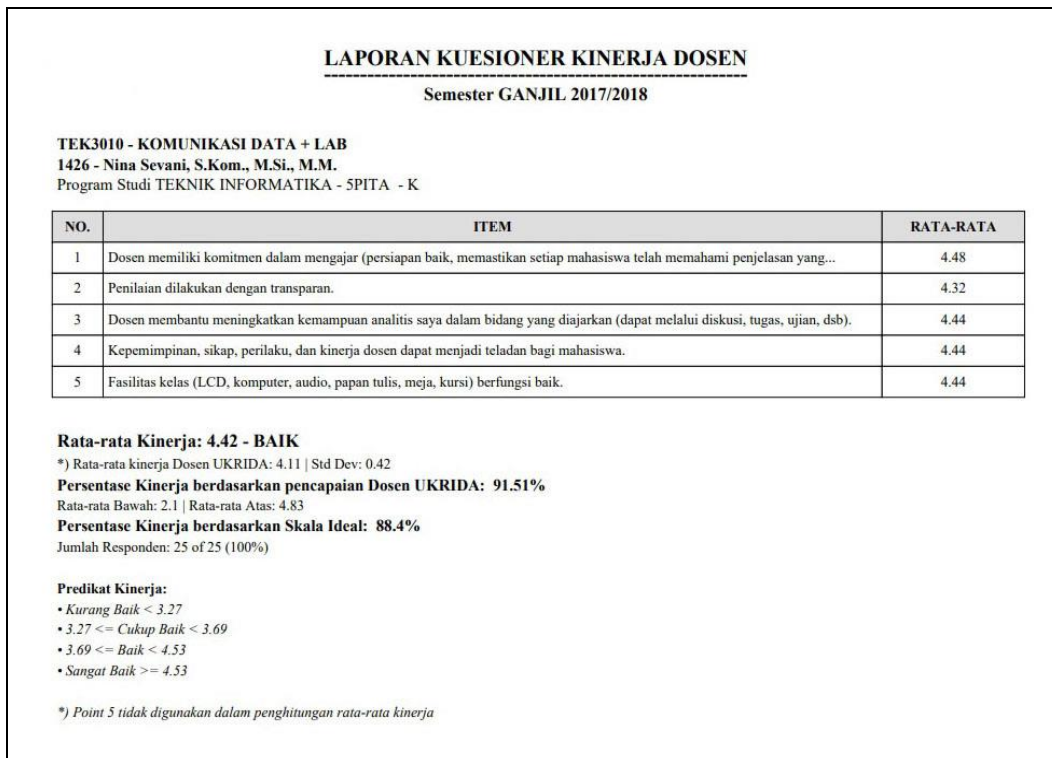 LAPORAN KUESIONER KINERJA DOSEN
----------------------------------------------------------
Semester GANJIL 2017/2018
TEK3010 - KOMUNIKASI DATA + LAB
1426 - Nina Sevani, S.Kom., M.Si., M.M.
Program Studi TEKNIK INFORMATIKA - 5PITA - K
NO. ITEM RATA-RATA
1 Dosen memiliki komitmen dalam mengajar (persiapan baik, memastikan setiap mahasiswa telah memahami penjelasan yang... 4.48
2 Penilaian dilakukan dengan transparan. 4.32
3 Dosen membantu meningkatkan kemampuan analitis saya dalam bidang yang diajarkan (dapat melalui diskusi, tugas, ujian, dsb). 4.44
4 Kepemimpinan, sikap, perilaku, dan kinerja dosen dapat menjadi teladan bagi mahasiswa. 4.44
5 Fasilitas kelas (LCD, komputer, audio, papan tulis, meja, kursi) berfungsi baik. 4.44
Rata-rata Kinerja: 4.42 - BAIK
*) Rata-rata kinerja Dosen UKRIDA: 4.11 | Std Dev: 0.42
Persentase Kinerja berdasarkan pencapaian Dosen UKRIDA: 91.51%
Rata-rata Bawah: 2.1 | Rata-rata Atas: 4.83
Persentase Kinerja berdasarkan Skala Ideal: 88.4%
Jumlah Responden: 25 of 25 (100%)
Predikat Kinerja:
• Kurang Baik < 3.27
• 3.27 <= Cukup Baik < 3.69
• 3.69 <= Baik < 4.53
• Sangat Baik >= 4.53
*) Point 5 tidak digunakan dalam penghitungan rata-rata kinerja